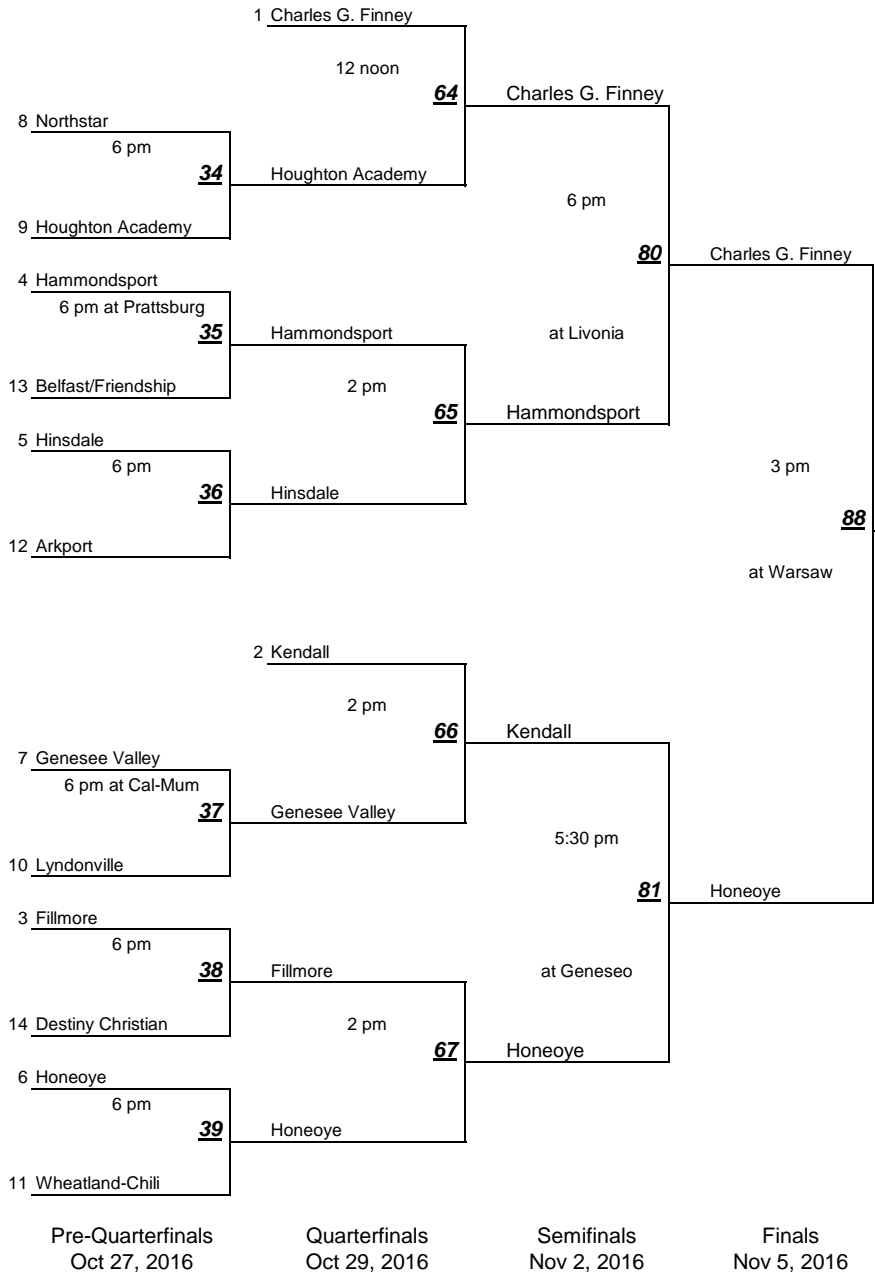 1 Charles G. Finney
12 noon
64
Charles G. Finney
8 Northstar
6 pm
34
Houghton Academy
9 Houghton Academy
6 pm
80
Charles G. Finney
4 Hammondsport
6 pm at Prattsburg
35
Hammondsport
at Livonia
13 Belfast/Friendship
2 pm
65
Hammondsport
5 Hinsdale
6 pm
36
Hinsdale
12 Arkport
3 pm
88
at Warsaw
2 Kendall
2 pm
66
Kendall
7 Genesee Valley
6 pm at Cal-Mum
37
Genesee Valley
10 Lyndonville
5:30 pm
81
Honeoye
3 Fillmore
6 pm
38
Fillmore
at Geneseo
14 Destiny Christian
2 pm
67
Honeoye
6 Honeoye
6 pm
39
Honeoye
11 Wheatland-Chili
Pre-Quarterfinals Quarterfinals Semifinals Finals
Oct 27, 2016 Oct 29, 2016 Nov 2, 2016 Nov 5, 2016